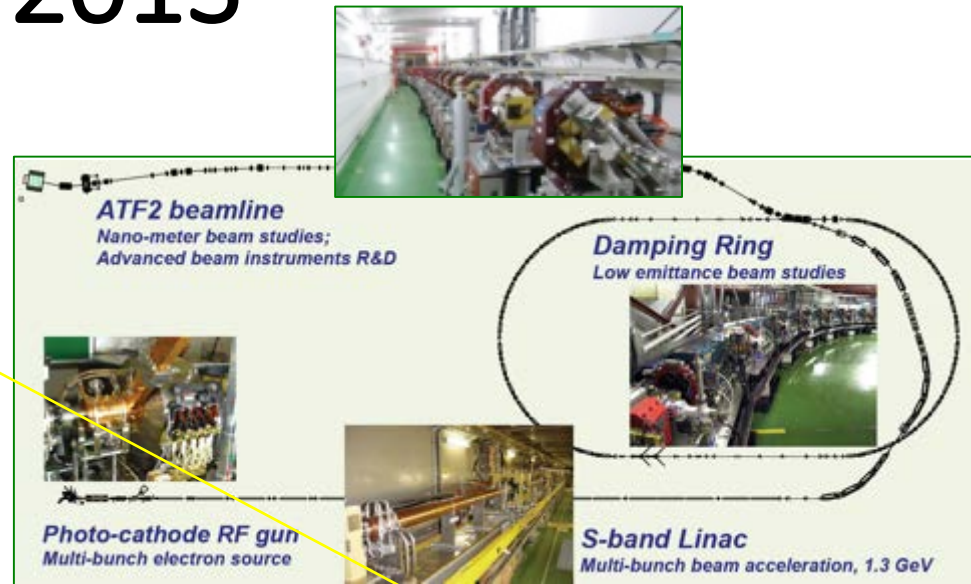 2015
ATF2 beamline
Nano-meter beam studies;
Advanced beam instruments R&D
Damping Ring
Low emittance beam studies
Photo-cathode RF gun
Multi-bunch electron source
S-band Linac
Multi-bunch beam acceleration, 1.3 GeV